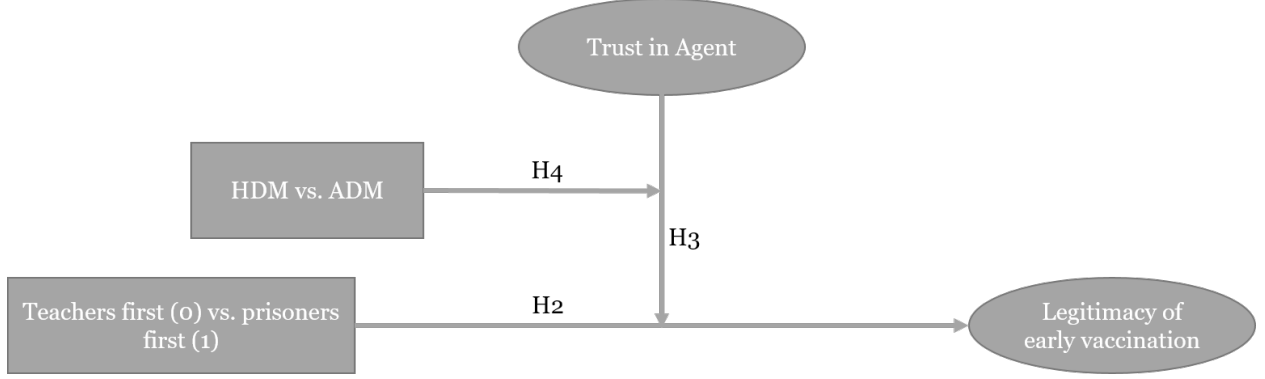 Trust in Agent
H4
HDM vs. ADM
H3
H2
Teachers first (0) vs. prisoners
first (1)
Legitimacy of
early vaccination